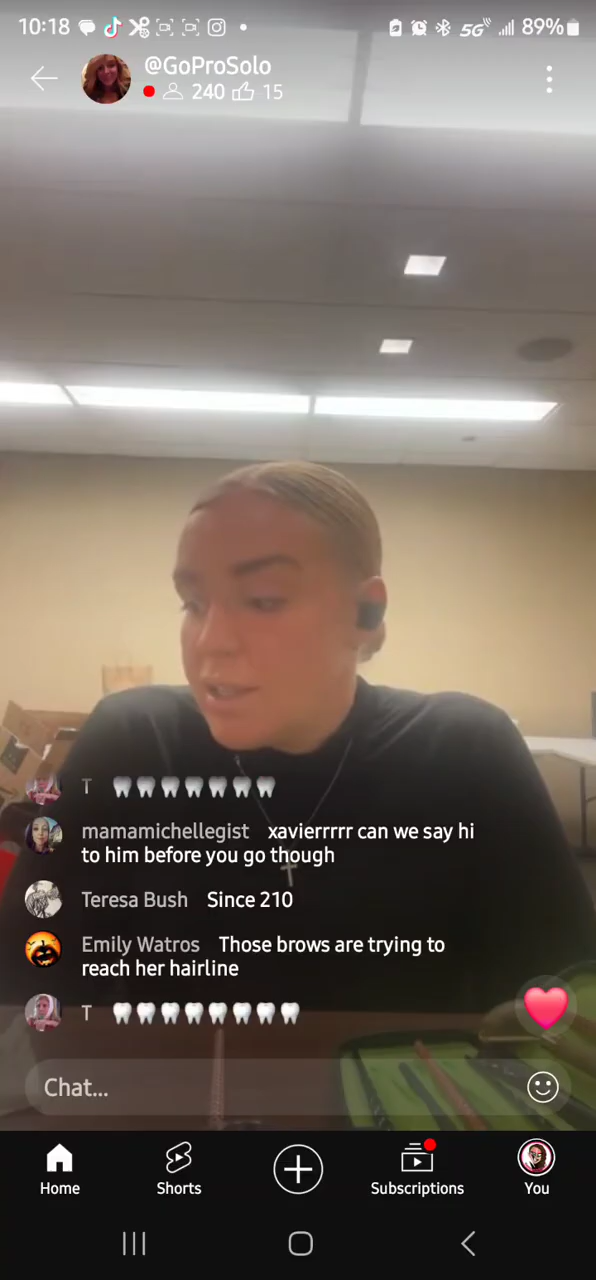 10:18 5G 89%
@GoProSolo
240 15
T 🦷🦷🦷🦷🦷🦷🦷
mamamichellegist xavierrrrr can we say hi
to him before you go though
Teresa Bush Since 210
Emily Watros Those brows are trying to
reach her hairline
T 🦷🦷🦷🦷🦷🦷🦷🦷
Chat...
Home Shorts Subscriptions You